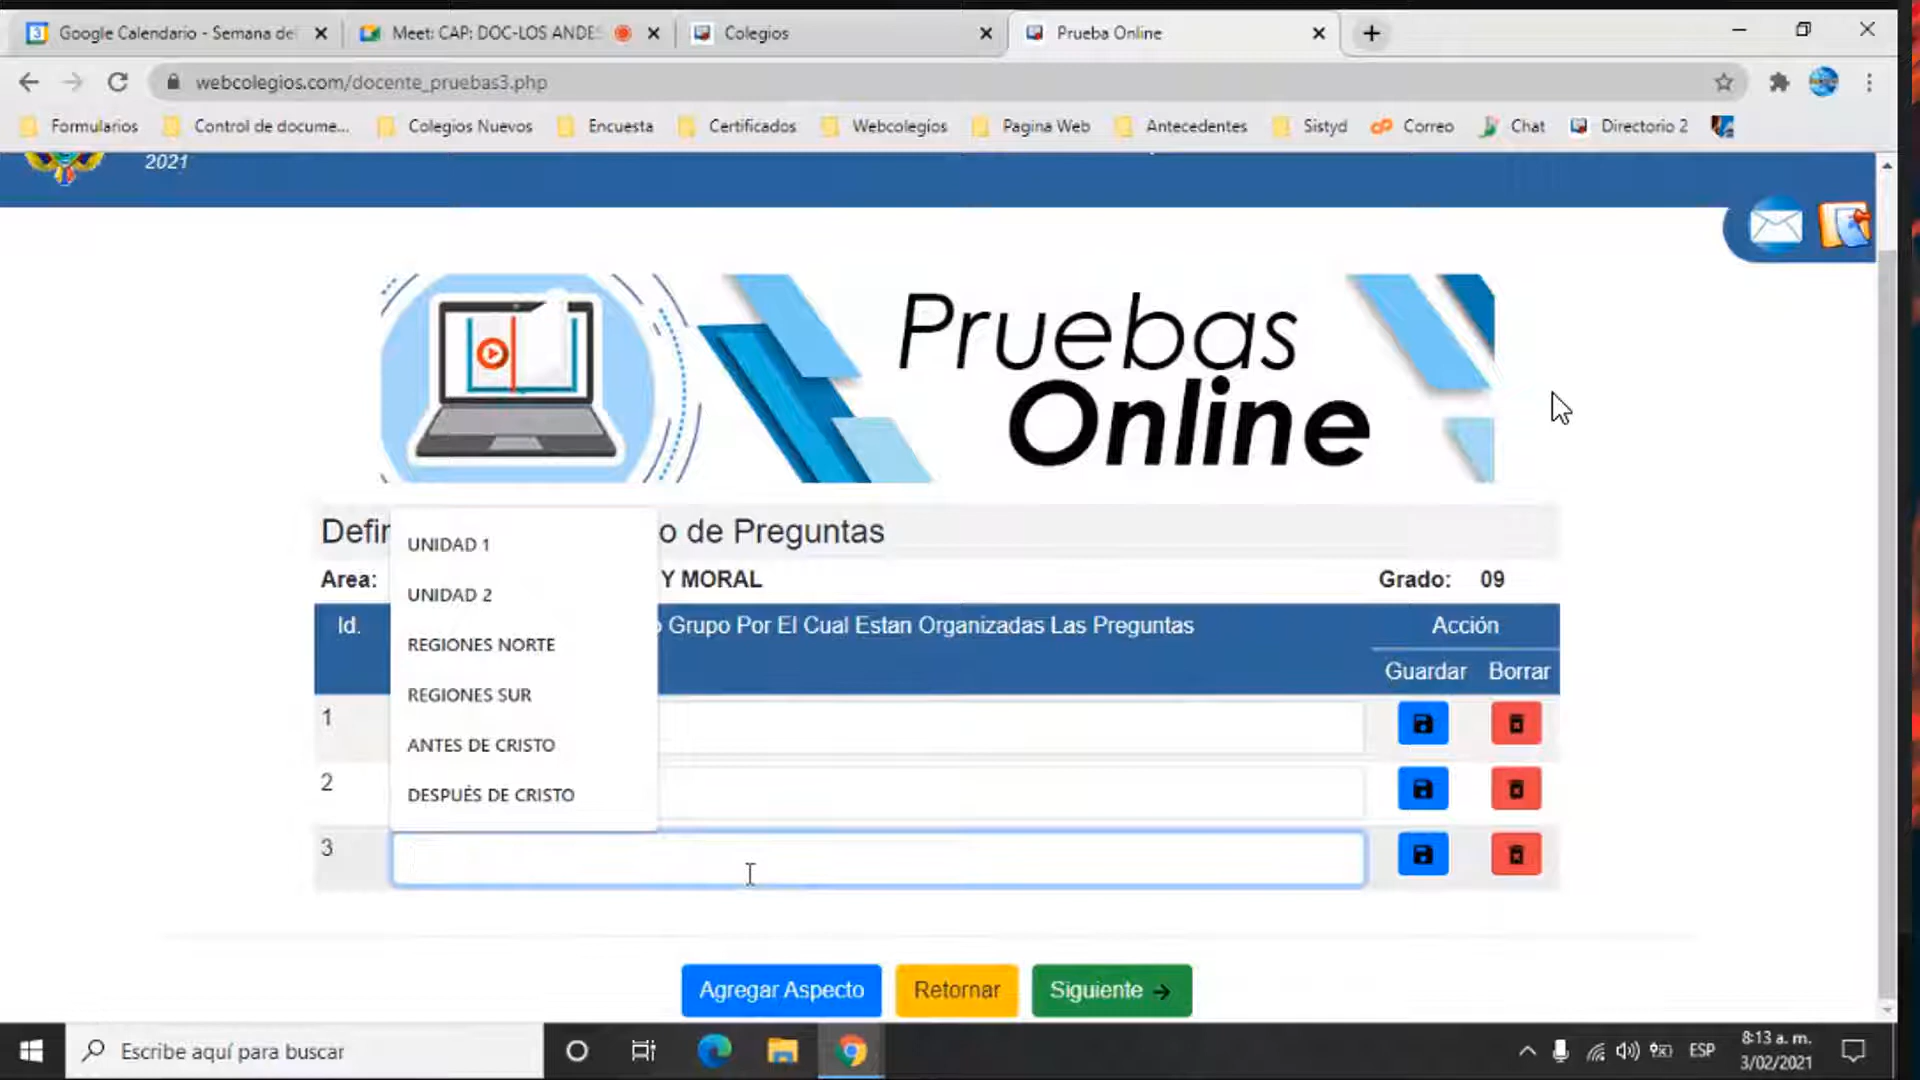 Google Calendario - Semana de
Meet: CAP: DOC-LOS ANDES
Colegios
Prueba Online
webcolegios.com/docente_pruebas3.php
Formularios
Control de docume...
Colegios Nuevos
Encuesta
Certificados
Webcolegios
Pagina Web
Antecedentes
Sistyd
Correo
Chat
Directorio 2
2021
Pruebas
Online
Defin
o de Preguntas
UNIDAD 1
Area:
Y MORAL
Grado: 09
UNIDAD 2
Id.
Grupo Por El Cual Estan Organizadas Las Preguntas
Acción
REGIONES NORTE
Guardar
Borrar
REGIONES SUR
1
ANTES DE CRISTO
2
DESPUÉS DE CRISTO
3
Agregar Aspecto
Retornar
Siguiente →
Escribe aquí para buscar
ESP
8:13 a. m.
3/02/2021